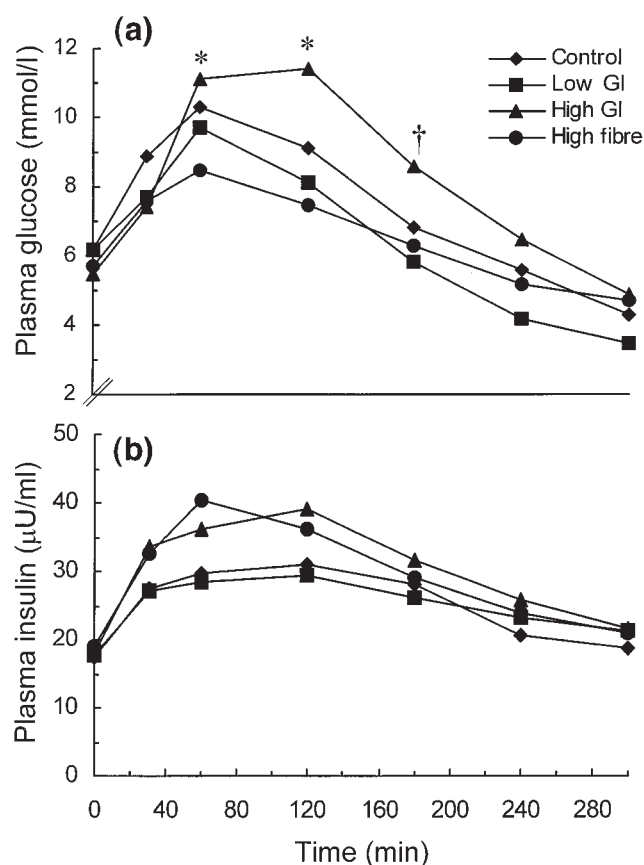 (a)
Plasma glucose (mmol/l)
12
10
8
6
4
2
*
*
†
Control
Low GI
High GI
High fibre
(b)
Plasma insulin (µU/ml)
50
40
30
20
10
0
0
40
80
120
160
200
240
280
Time (min)